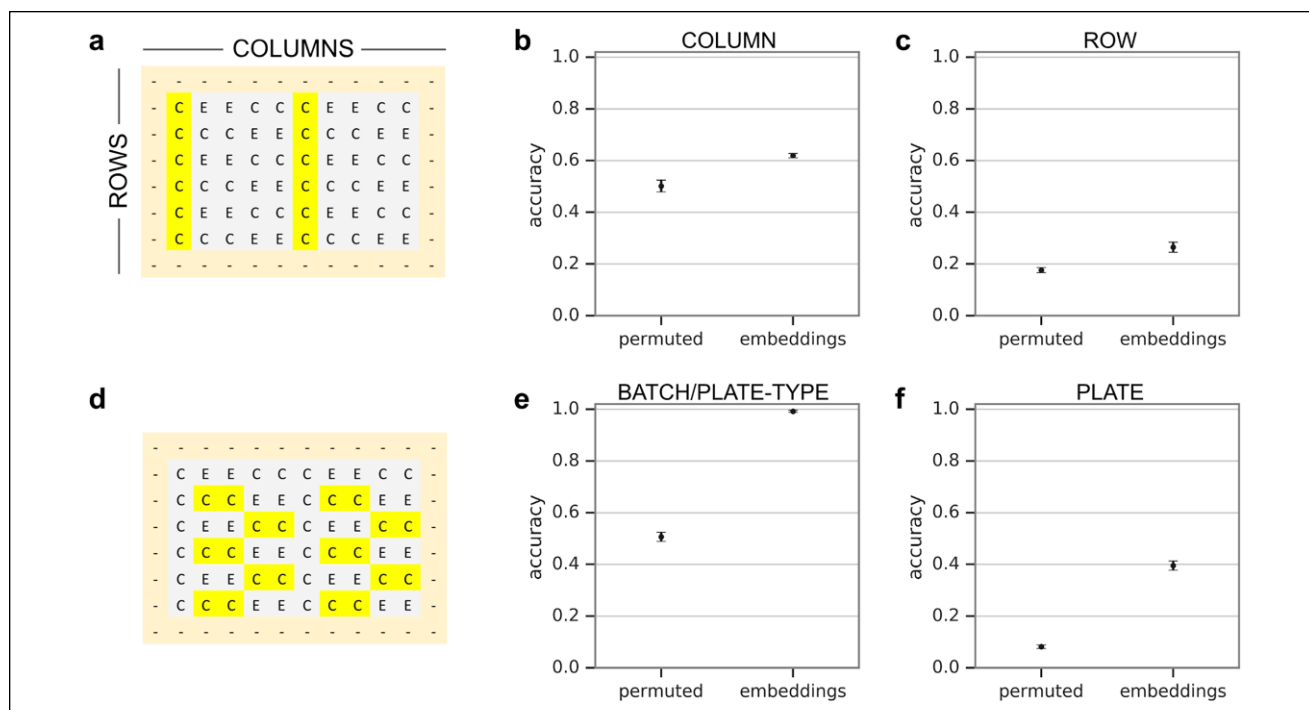 a
COLUMNS
ROWS
- - - - - - - - - - - -
- C E E C C C E E C C -
- C C C E E C C C E E -
- C E E C C C E E C C -
- C C C E E C C C E E -
- C E E C C C E E C C -
- C C C E E C C C E E -
- - - - - - - - - - - -
b
COLUMN
accuracy
1.0
0.8
0.6
0.4
0.2
0.0
permuted embeddings
c
ROW
accuracy
1.0
0.8
0.6
0.4
0.2
0.0
permuted embeddings
d
- - - - - - - - - - - -
- C E E C C C E E C C -
- C C C E E C C C E E -
- C E E C C C E E C C -
- C C C E E C C C E E -
- C E E C C C E E C C -
- C C C E E C C C E E -
- - - - - - - - - - - -
e
BATCH/PLATE-TYPE
accuracy
1.0
0.8
0.6
0.4
0.2
0.0
permuted embeddings
f
PLATE
accuracy
1.0
0.8
0.6
0.4
0.2
0.0
permuted embeddings